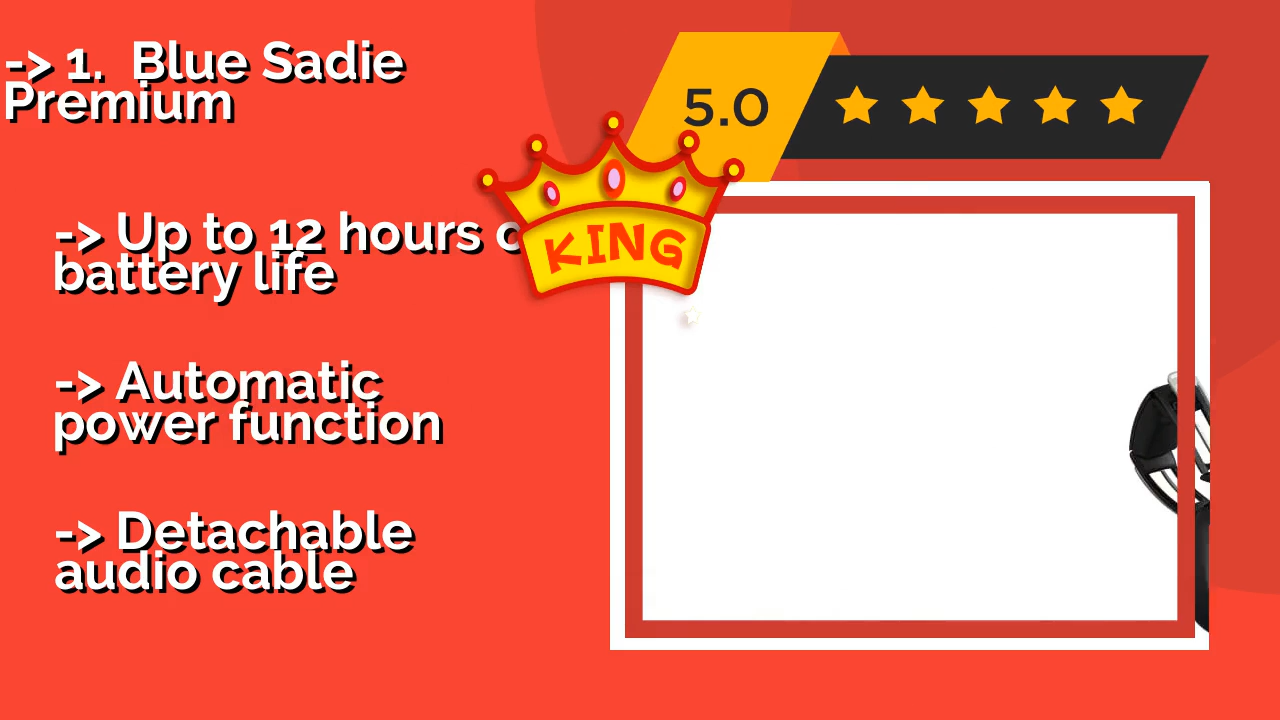 -> 1. Blue Sadie
Premium
5.0
KING
-> Up to 12 hours
battery life
-> Automatic
power function
-> Detachable
audio cable